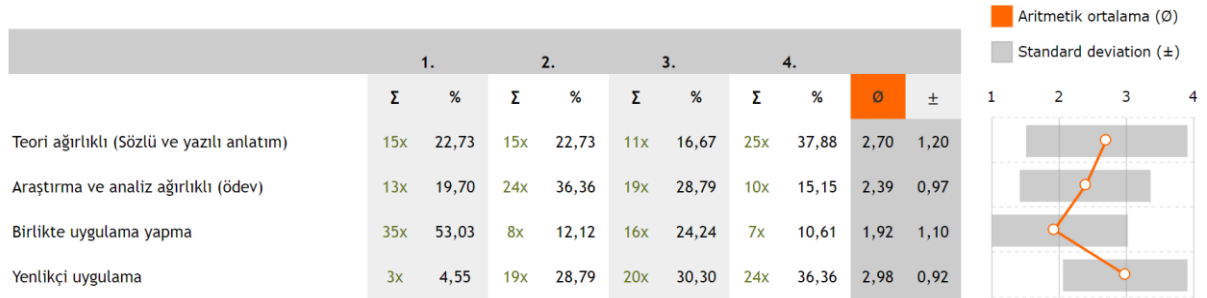 Aritmetik ortalama (Ø)
Standard deviation (±)
1. 2. 3. 4.
Σ % Σ % Σ % Σ % Ø ± 1 2 3 4
Teori ağırlıklı (Sözlü ve yazılı anlatım) 15x 22,73 15x 22,73 11x 16,67 25x 37,88 2,70 1,20
Araştırma ve analiz ağırlıklı (ödev) 13x 19,70 24x 36,36 19x 28,79 10x 15,15 2,39 0,97
Birlikte uygulama yapma 35x 53,03 8x 12,12 16x 24,24 7x 10,61 1,92 1,10
Yenlikçi uygulama 3x 4,55 19x 28,79 20x 30,30 24x 36,36 2,98 0,92